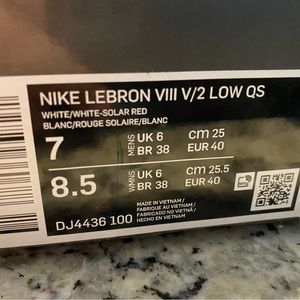 NIKE LEBRON VIII V/2 LOW QS
WHITE/WHITE-SOLAR RED
BLANC/ROUGE SOLAIRE/BLANC
7 MENS UK 6 cm 25
BR 38 EUR 40
8.5 WMNS UK 6 cm 25.5
BR 38 EUR 40
DJ4436 100
MADE IN VIETNAM /
FABRIQUE AU VIETNAM /
FABRICADO NO VIETNÃ /
HECHO EN VIETNAM